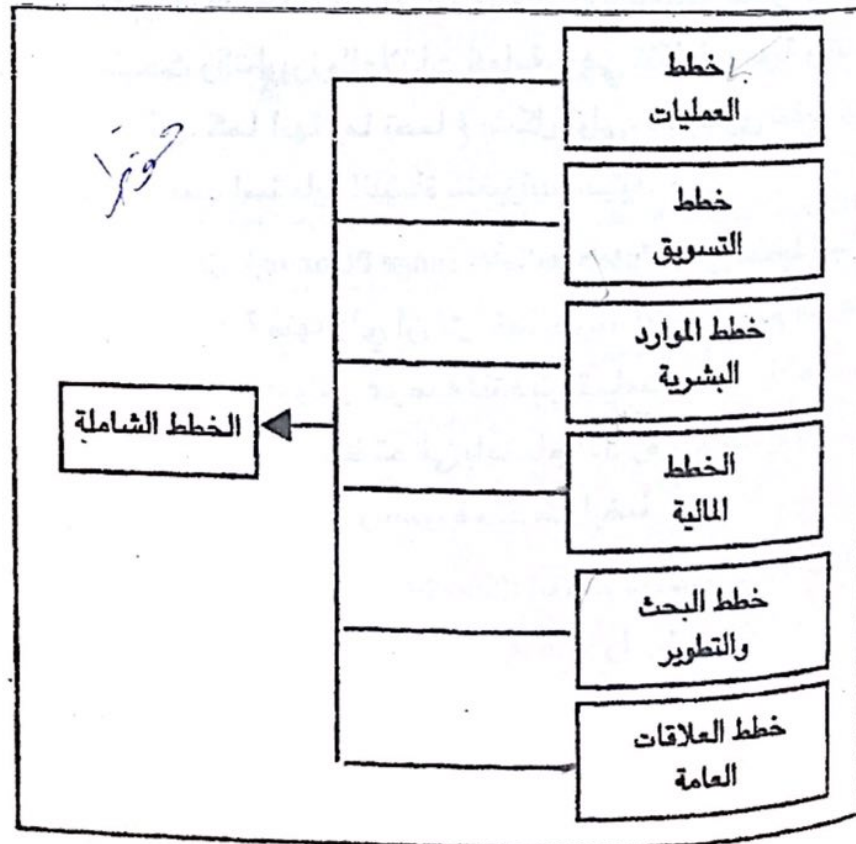 خطط
العمليات
خطط
التسويق
خطط الموارد
البشرية
الخطط الشاملة
الخطط
المالية
خطط البحث
والتطوير
خطط العلاقات
العامة